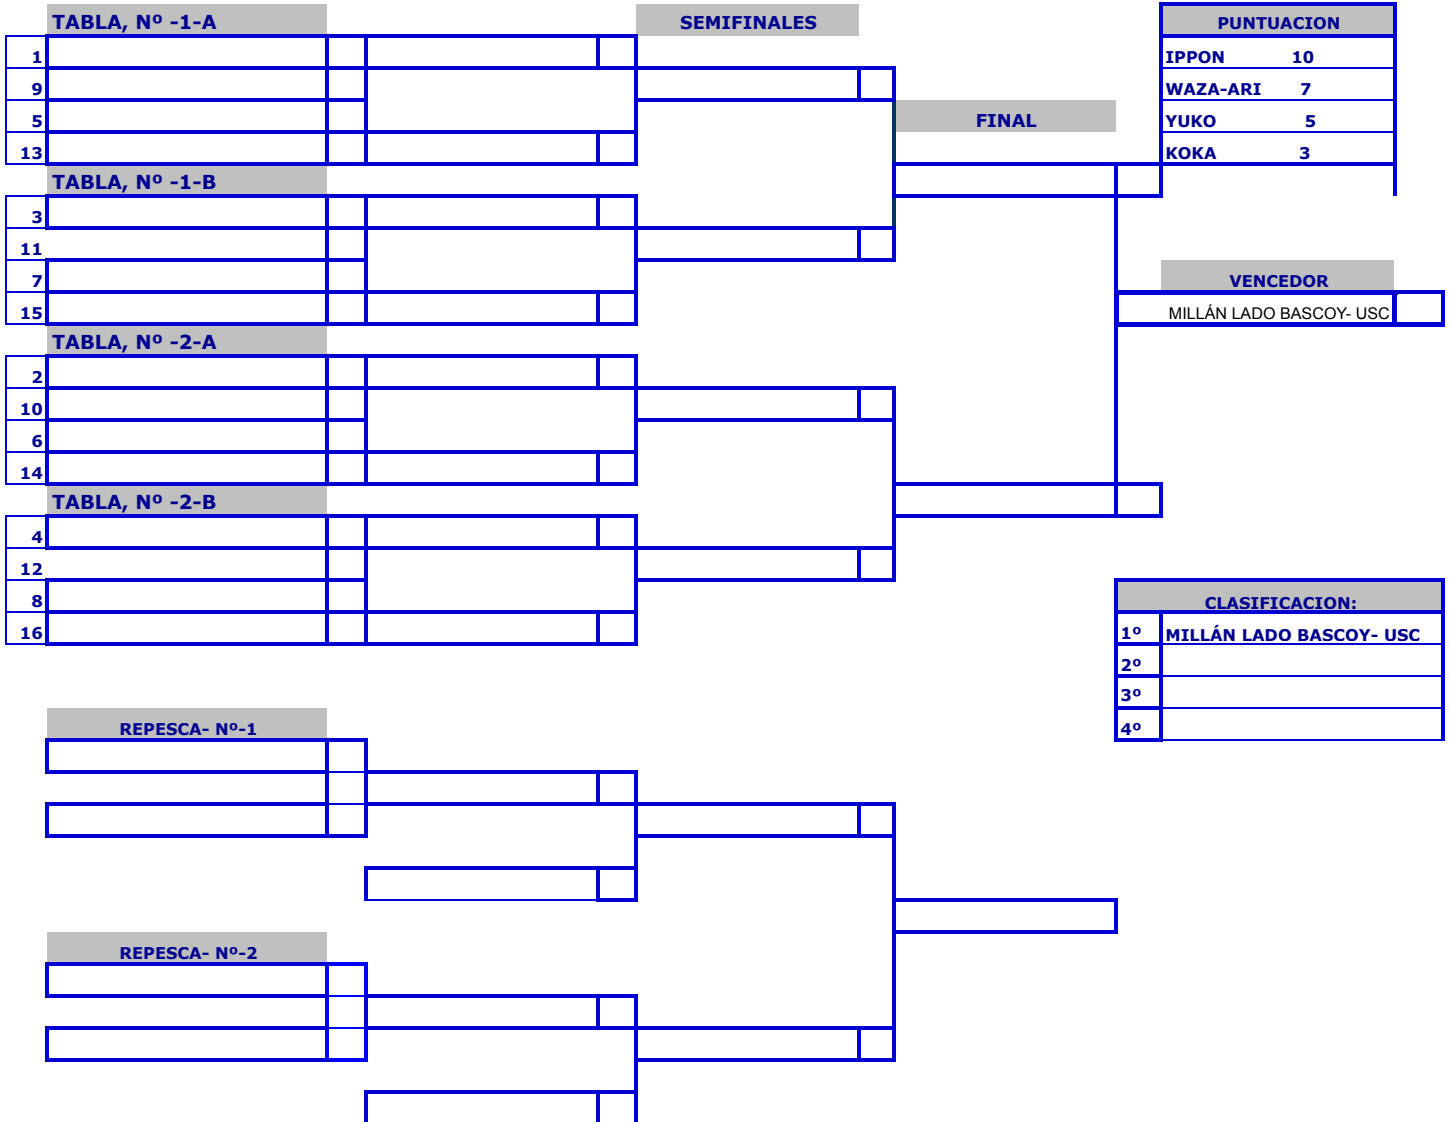 TABLA, Nº -1-A
SEMIFINALES
PUNTUACION
1
IPPON 10
9
WAZA-ARI 7
5
FINAL
YUKO 5
13
KOKA 3
TABLA, Nº -1-B
3
11
7
VENCEDOR
15
MILLÁN LADO BASCOY- USC
TABLA, Nº -2-A
2
10
6
14
TABLA, Nº -2-B
4
12
8
CLASIFICACION:
16
1º MILLÁN LADO BASCOY- USC
2º
3º
4º
REPESCA- Nº-1
REPESCA- Nº-2